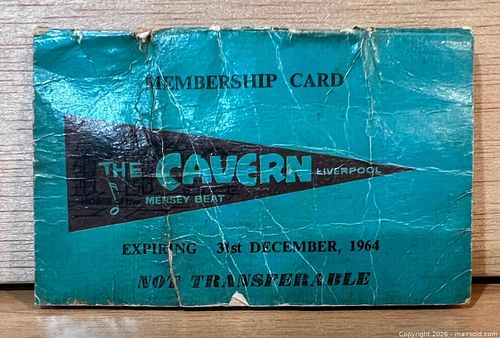 MEMBERSHIP CARD
THE CAVERN LIVERPOOL
MERSEY BEAT
EXPIRING 31st DECEMBER, 1964
NOT TRANSFERABLE
Copyright 2026 - maxsold.com